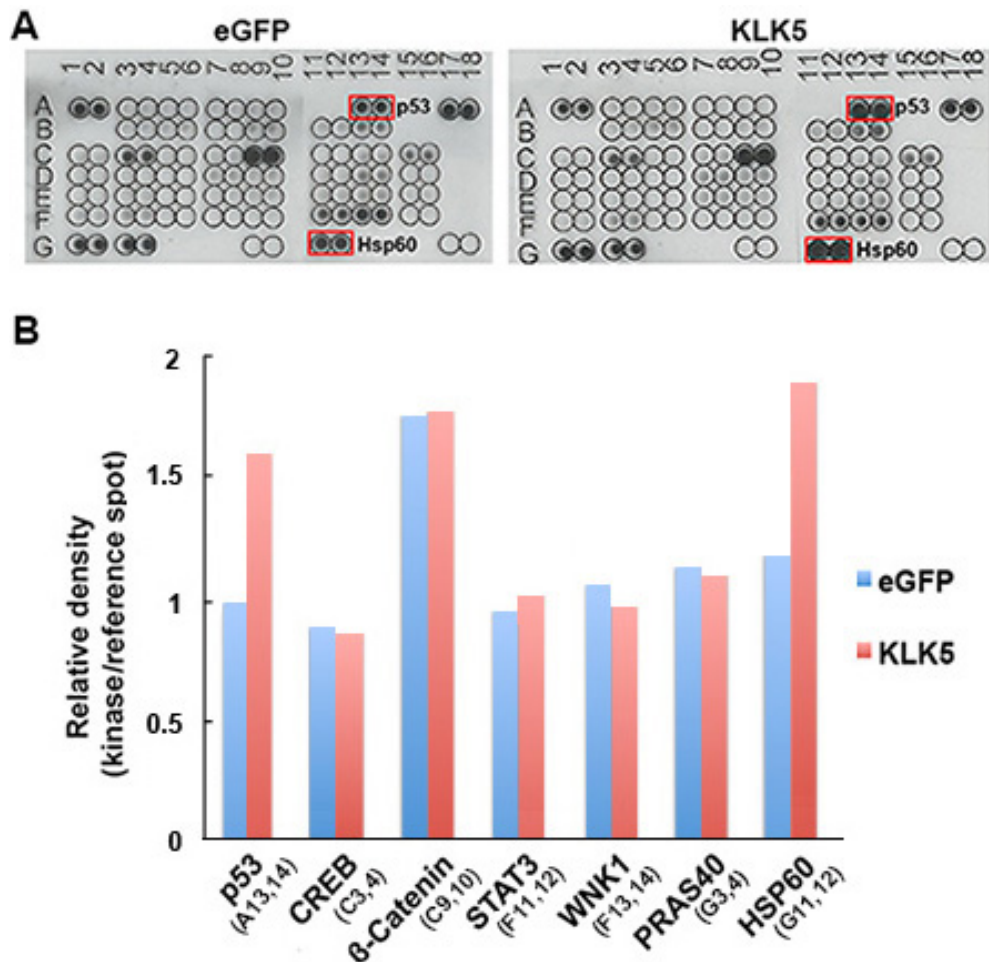 A
eGFP
KLK5
1 2 3 4 5 6 7 8 9 10 11 12 13 14 15 16 17 18
1 2 3 4 5 6 7 8 9 10 11 12 13 14 15 16 17 18
A
p53
A
p53
B
B
C
C
D
D
E
E
F
F
G
Hsp60
G
Hsp60
B
Relative density
(kinase/reference spot)
2
1.5
1
0.5
0
eGFP
KLK5
p53
(A13,14)
CREB
(C3,4)
ß-Catenin
(C9,10)
STAT3
(F11,12)
WNK1
(F13,14)
PRAS40
(G3,4)
HSP60
(G11,12)